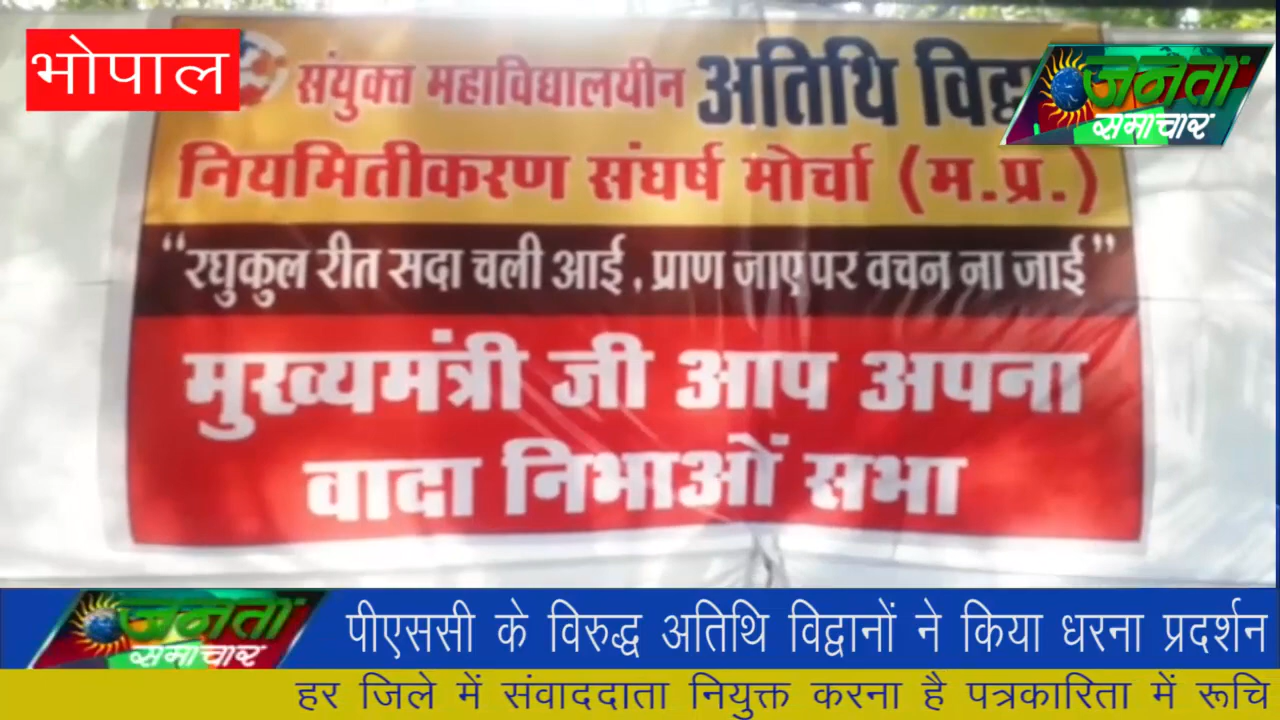 भोपाल
संयुक्त महाविद्यालयीन अतिथि
जनता
समाचार
नियमितीकरण संघर्ष मोर्चा (म.प्र.)
“रघुकुल रीत सदा चली आई, प्राण जाए पर वचन ना जाई”
मुख्यमंत्री जी आप अपना
वादा निभाओं सभा
जनता
समाचार
पीएससी के विरुद्ध अतिथि विद्वानों ने किया धरना प्रदर्शन
हर जिले में संवाददाता नियुक्त करना है पत्रकारिता में रूचि